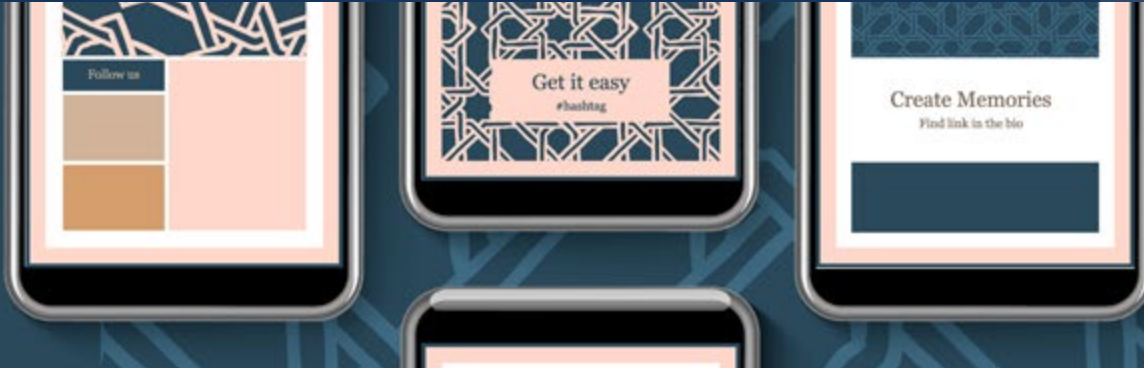 Follow us
Get it easy
#hashtag
Create Memories
Find link in the bio